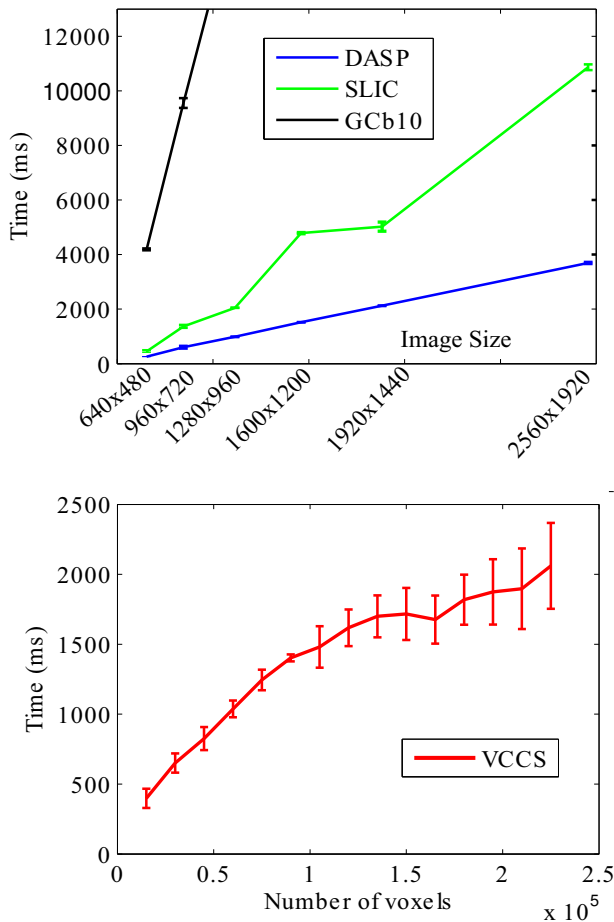 12000
10000
8000
6000
4000
2000
0
Time (ms)
DASP
SLIC
GCb10
Image Size
640x480
960x720
1280x960
1600x1200
1920x1440
2560x1920
2500
2000
1500
1000
500
0
Time (ms)
VCCS
0
0.5
1
1.5
2
2.5
Number of voxels
x 10⁵